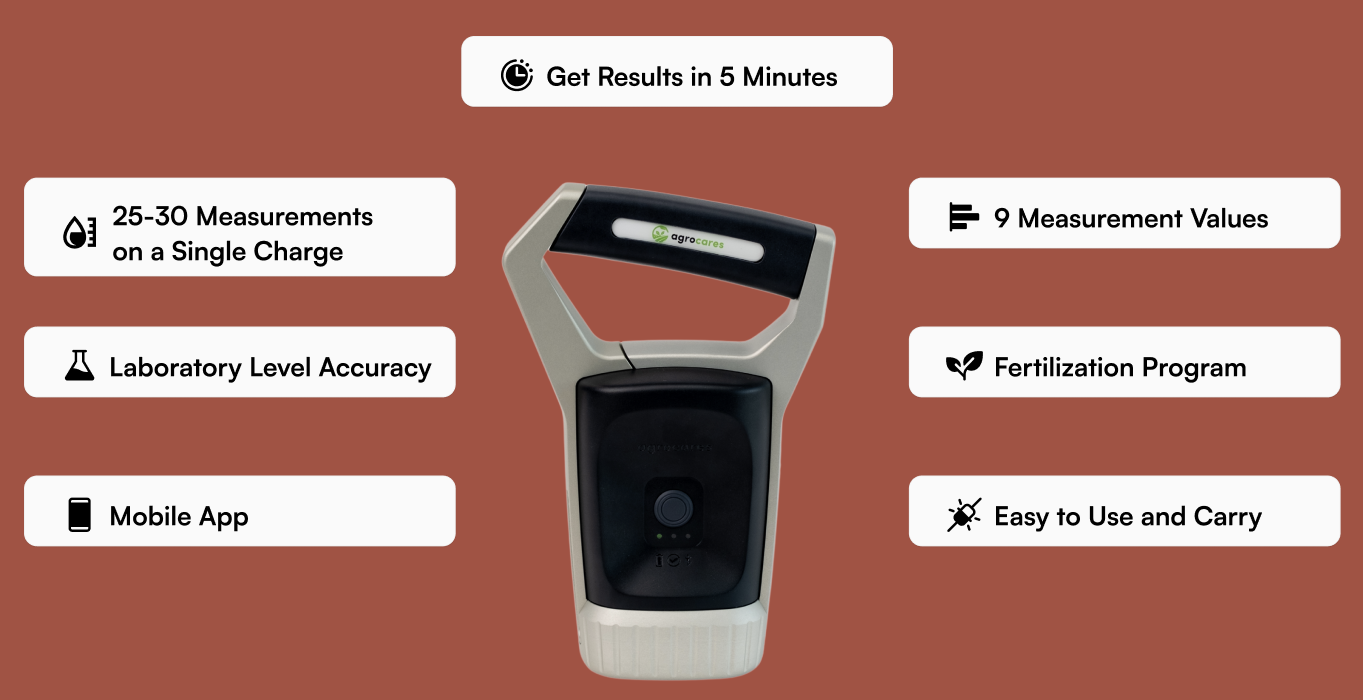 Get Results in 5 Minutes
25-30 Measurements
on a Single Charge
9 Measurement Values
agrocares
Laboratory Level Accuracy
Fertilization Program
Mobile App
Easy to Use and Carry